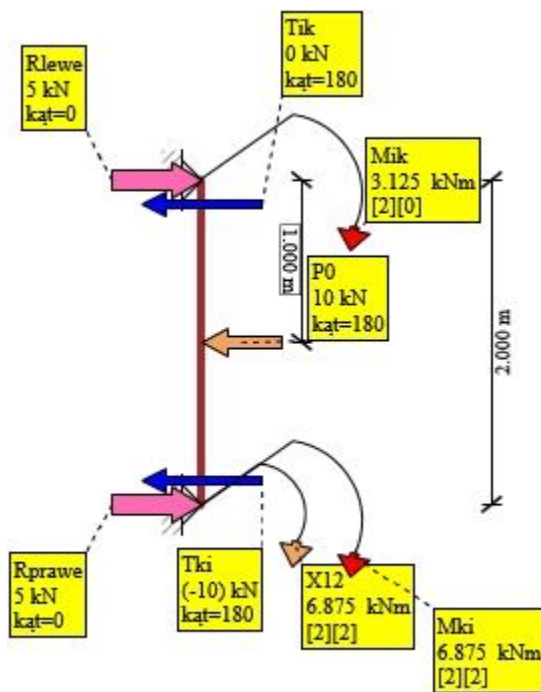 Tik
0 kN
kąt=180
Rlewe
5 kN
kąt=0
Mik
3.125 kNm
[2][0]
1.000 m
P0
10 kN
kąt=180
2.000 m
Rprawe
5 kN
kąt=0
Tki
(-10) kN
kąt=180
X12
6.875 kNm
[2][2]
Mki
6.875 kNm
[2][2]